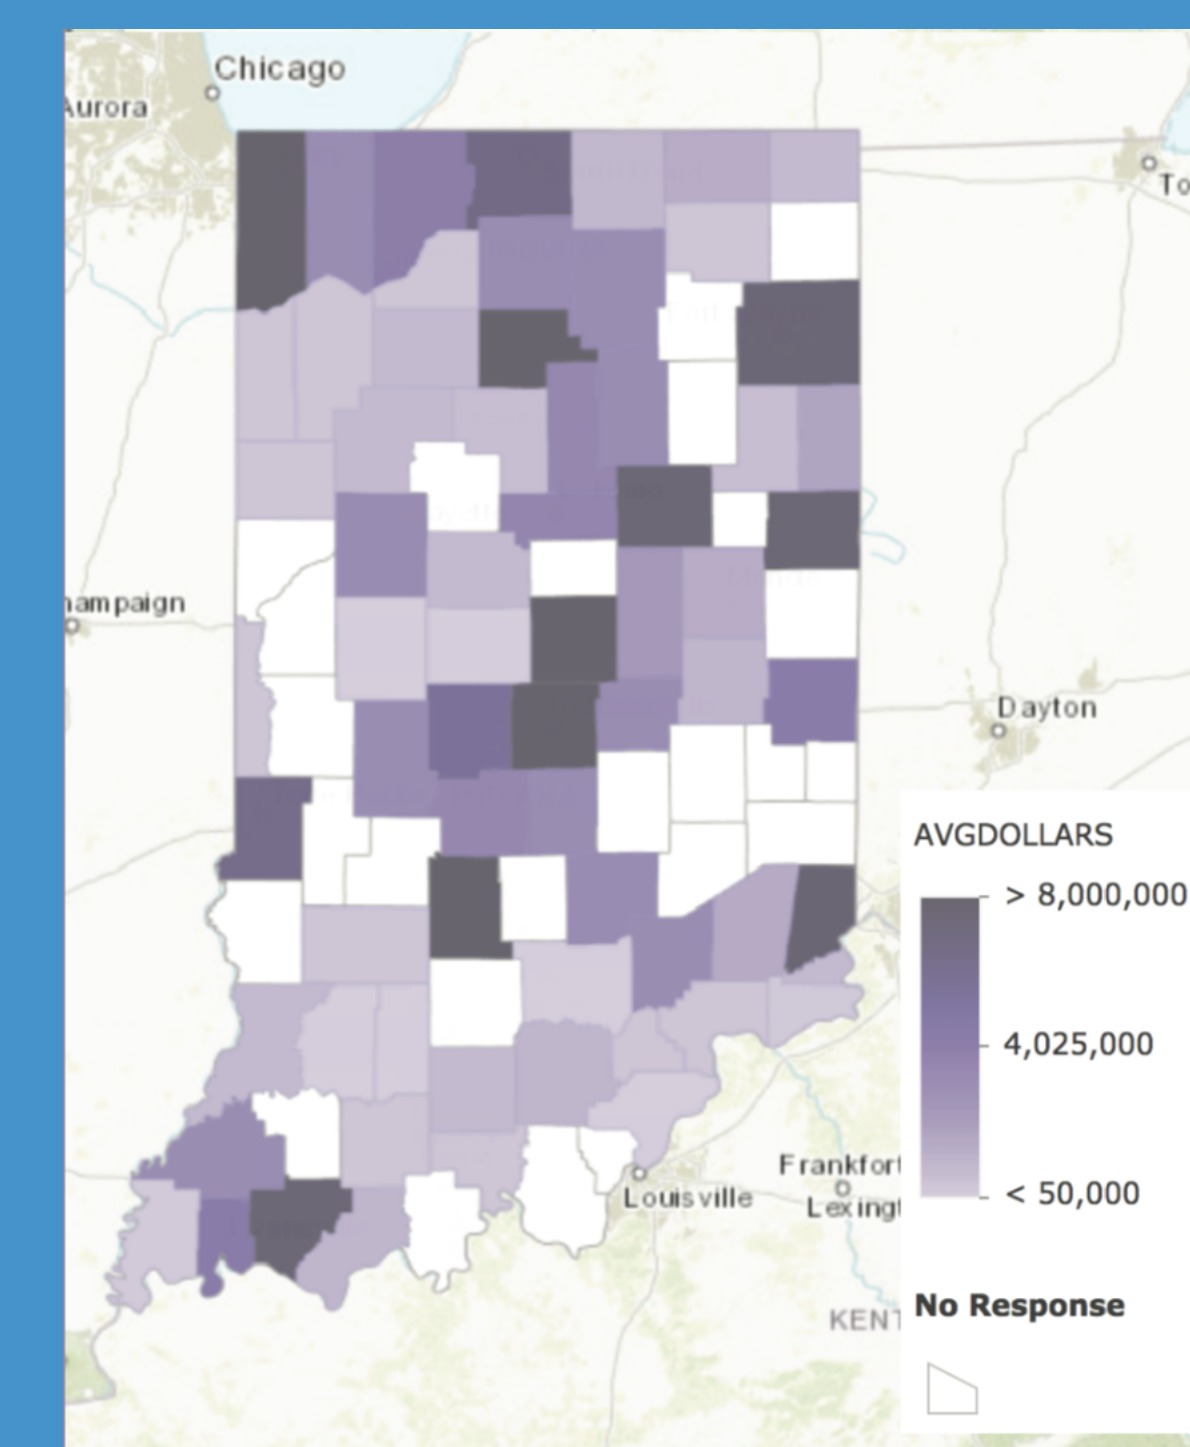 Chicago
Aurora
To
hampaign
Dayton
AVGDOLLARS
> 8,000,000
4,025,000
< 50,000
Frankfort
Lexingt
Louisville
KENT
No Response